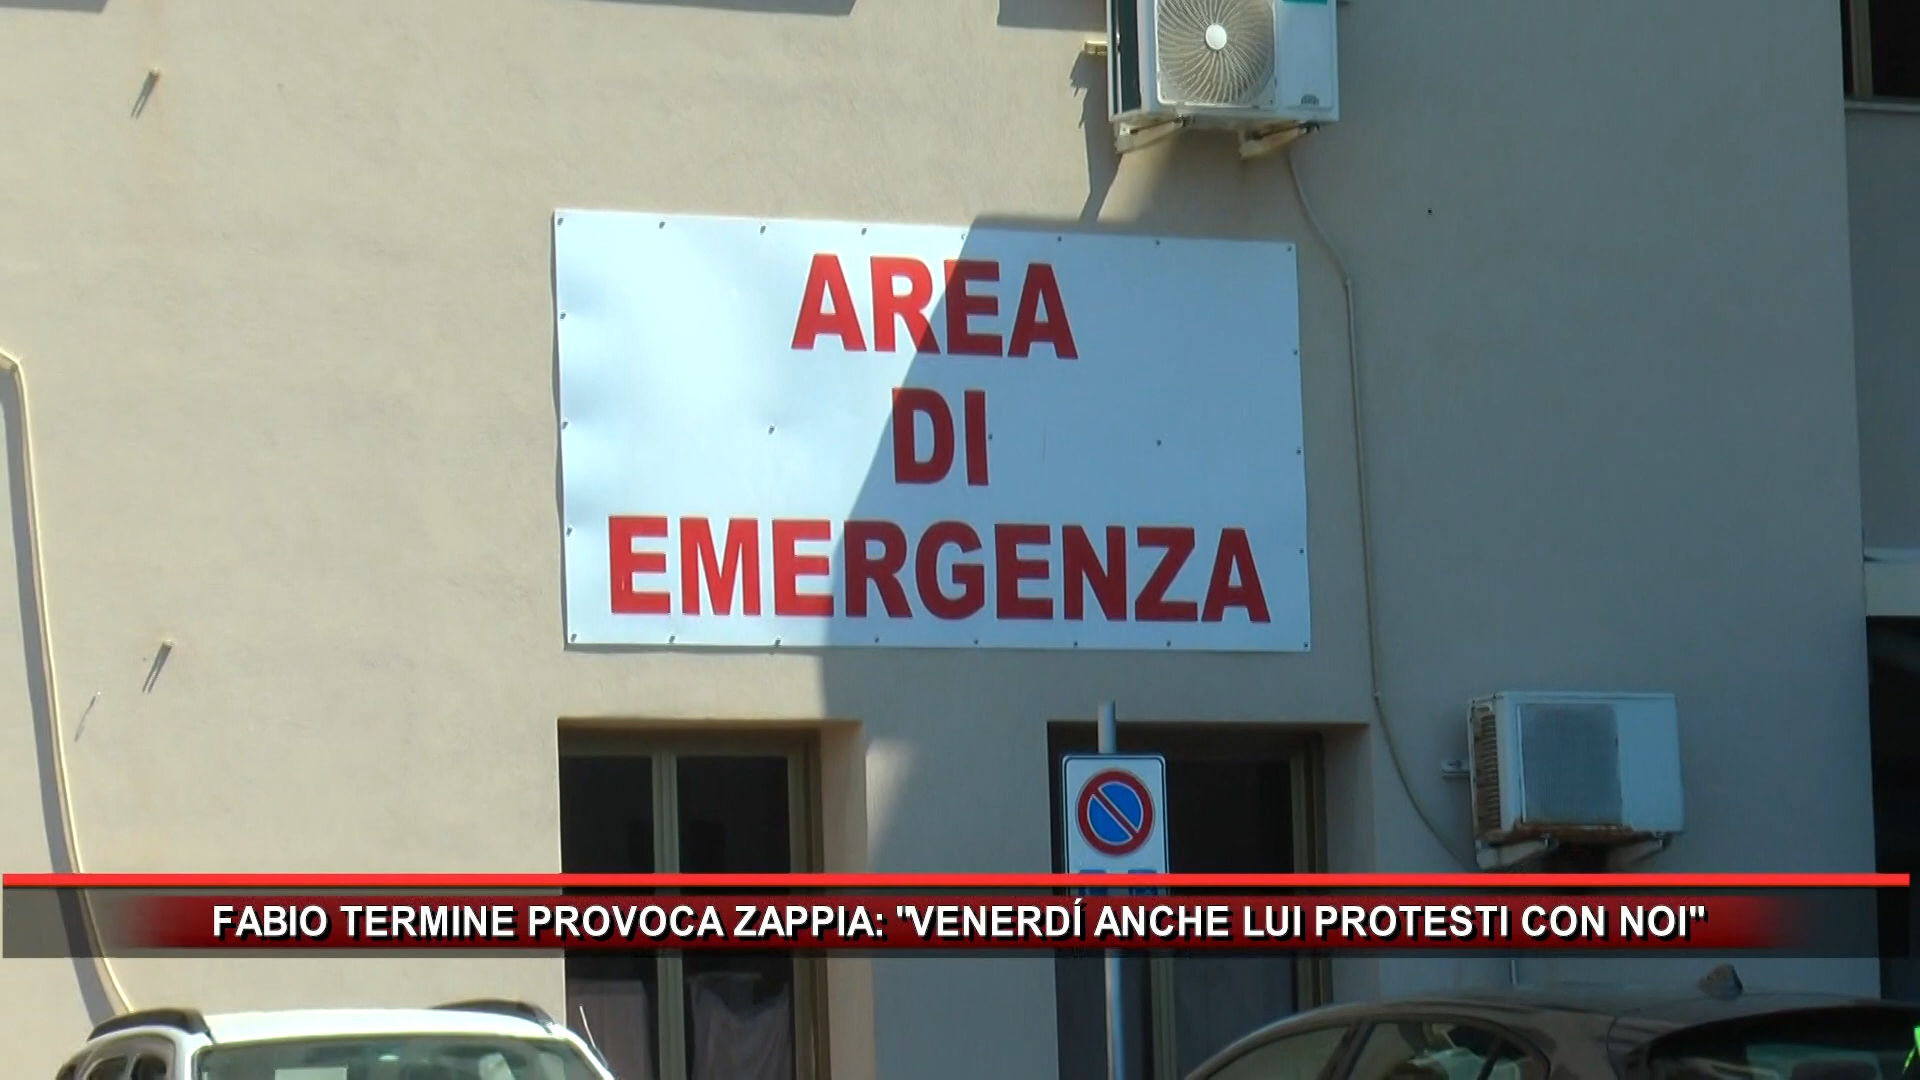 AREA
DI
EMERGENZA
FABIO TERMINE PROVOCA ZAPPIA: "VENERDÍ ANCHE LUI PROTESTI CON NOI"